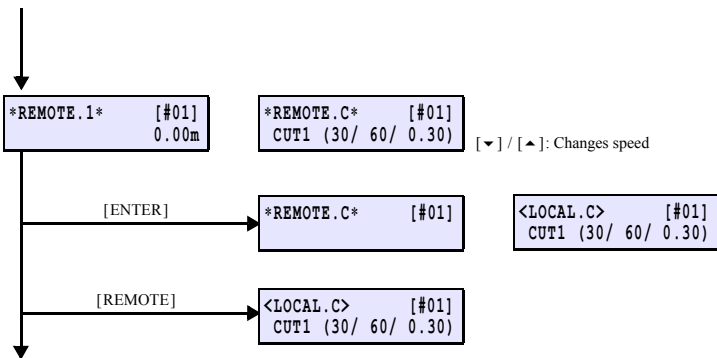 *REMOTE.1* [#01]
0.00m
*REMOTE.C* [#01]
CUT1 (30/ 60/ 0.30)
[▼] / [▲]: Changes speed
[ENTER]
*REMOTE.C* [#01]
<LOCAL.C> [#01]
CUT1 (30/ 60/ 0.30)
[REMOTE]
<LOCAL.C> [#01]
CUT1 (30/ 60/ 0.30)